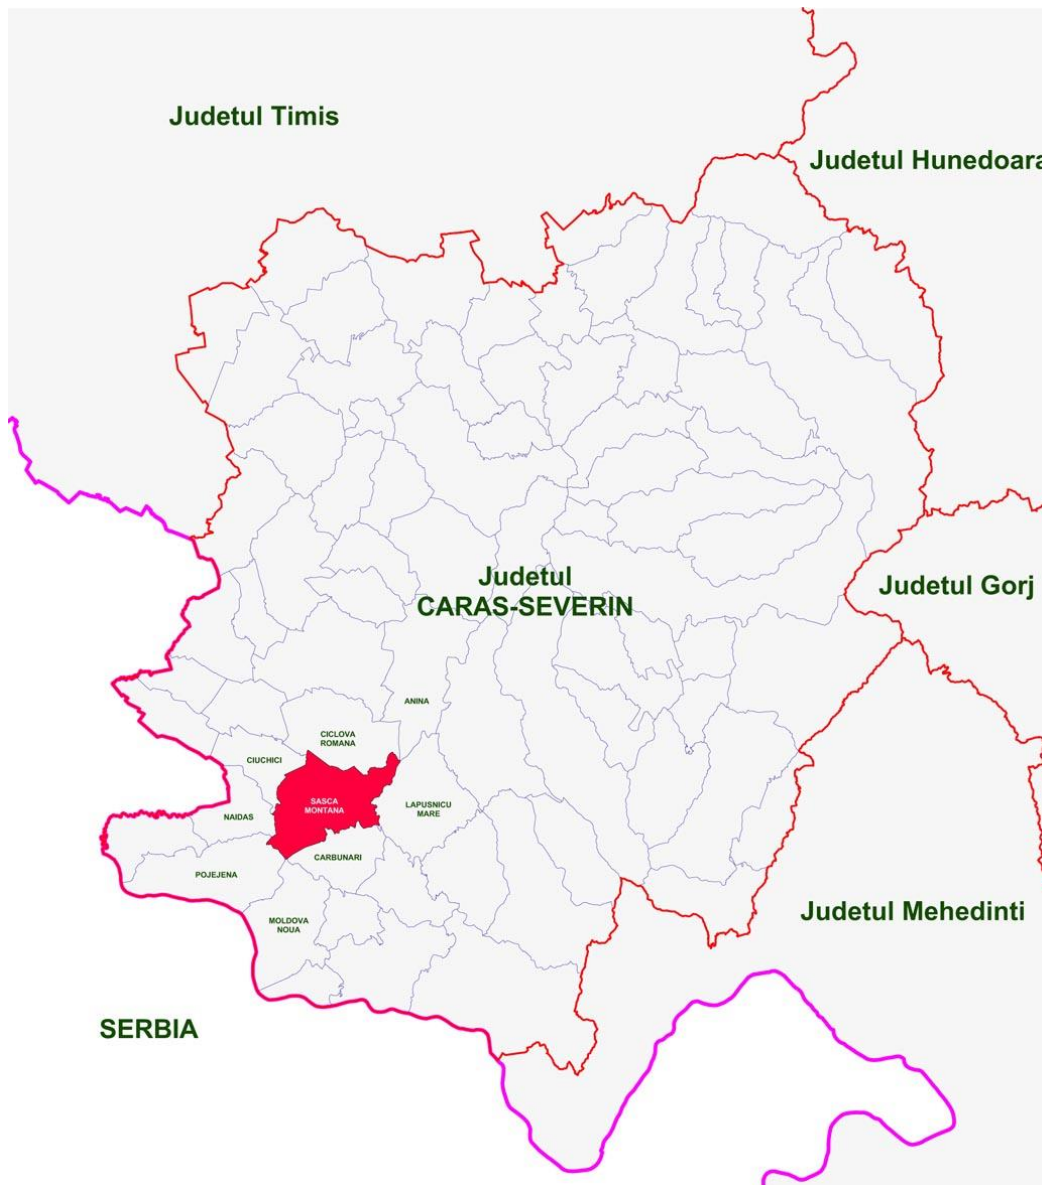 Judetul Timis
Judetul Hunedoara
Judetul
CARAS-SEVERIN
Judetul Gorj
ANINA
CICLOVA
ROMANA
CIUCHICI
SASCA
MONTANA
LAPUSNICU
MARE
NAIDAS
CARBUNARI
POJEJENA
MOLDOVA
NOUA
Judetul Mehedinti
SERBIA